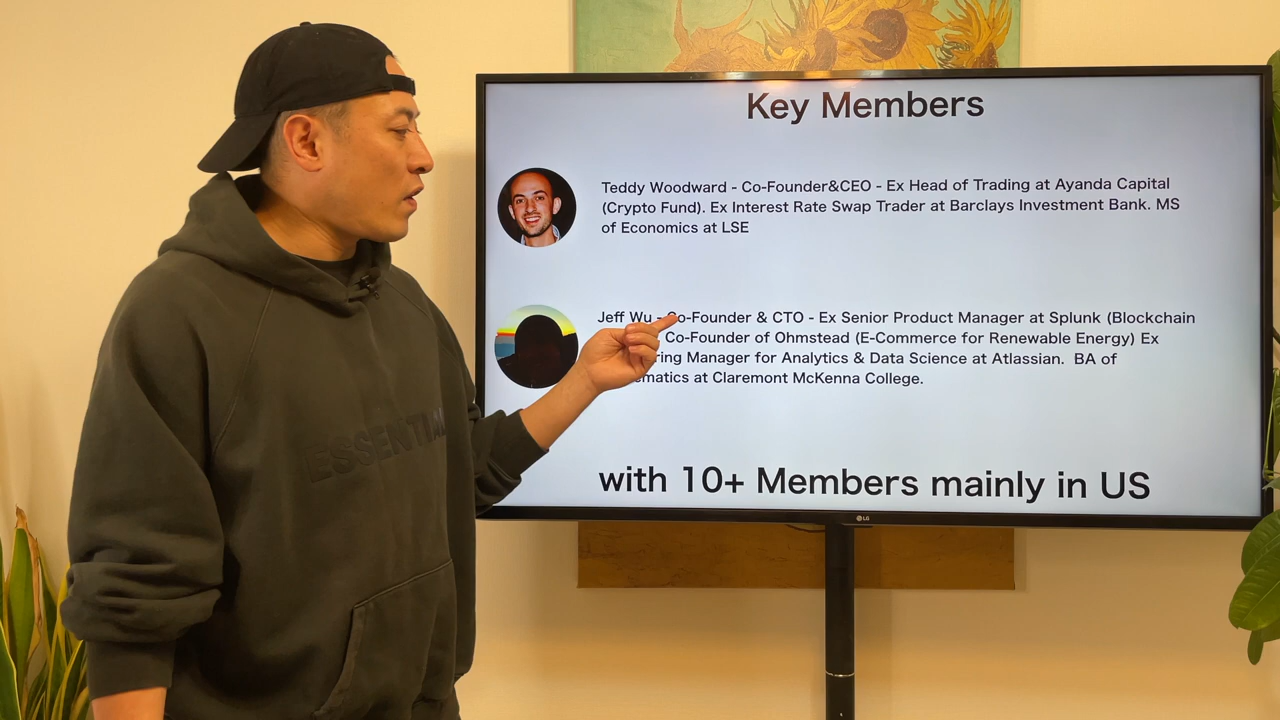 Key Members
Teddy Woodward - Co-Founder&CEO - Ex Head of Trading at Ayanda Capital
(Crypto Fund). Ex Interest Rate Swap Trader at Barclays Investment Bank. MS
of Economics at LSE
Jeff Wu - Co-Founder & CTO - Ex Senior Product Manager at Splunk (Blockchain
Co-Founder of Ohmstead (E-Commerce for Renewable Energy) Ex
Manager for Analytics & Data Science at Atlassian. BA of
at Claremont McKenna College.
with 10+ Members mainly in US
LG
ESSENTIAL